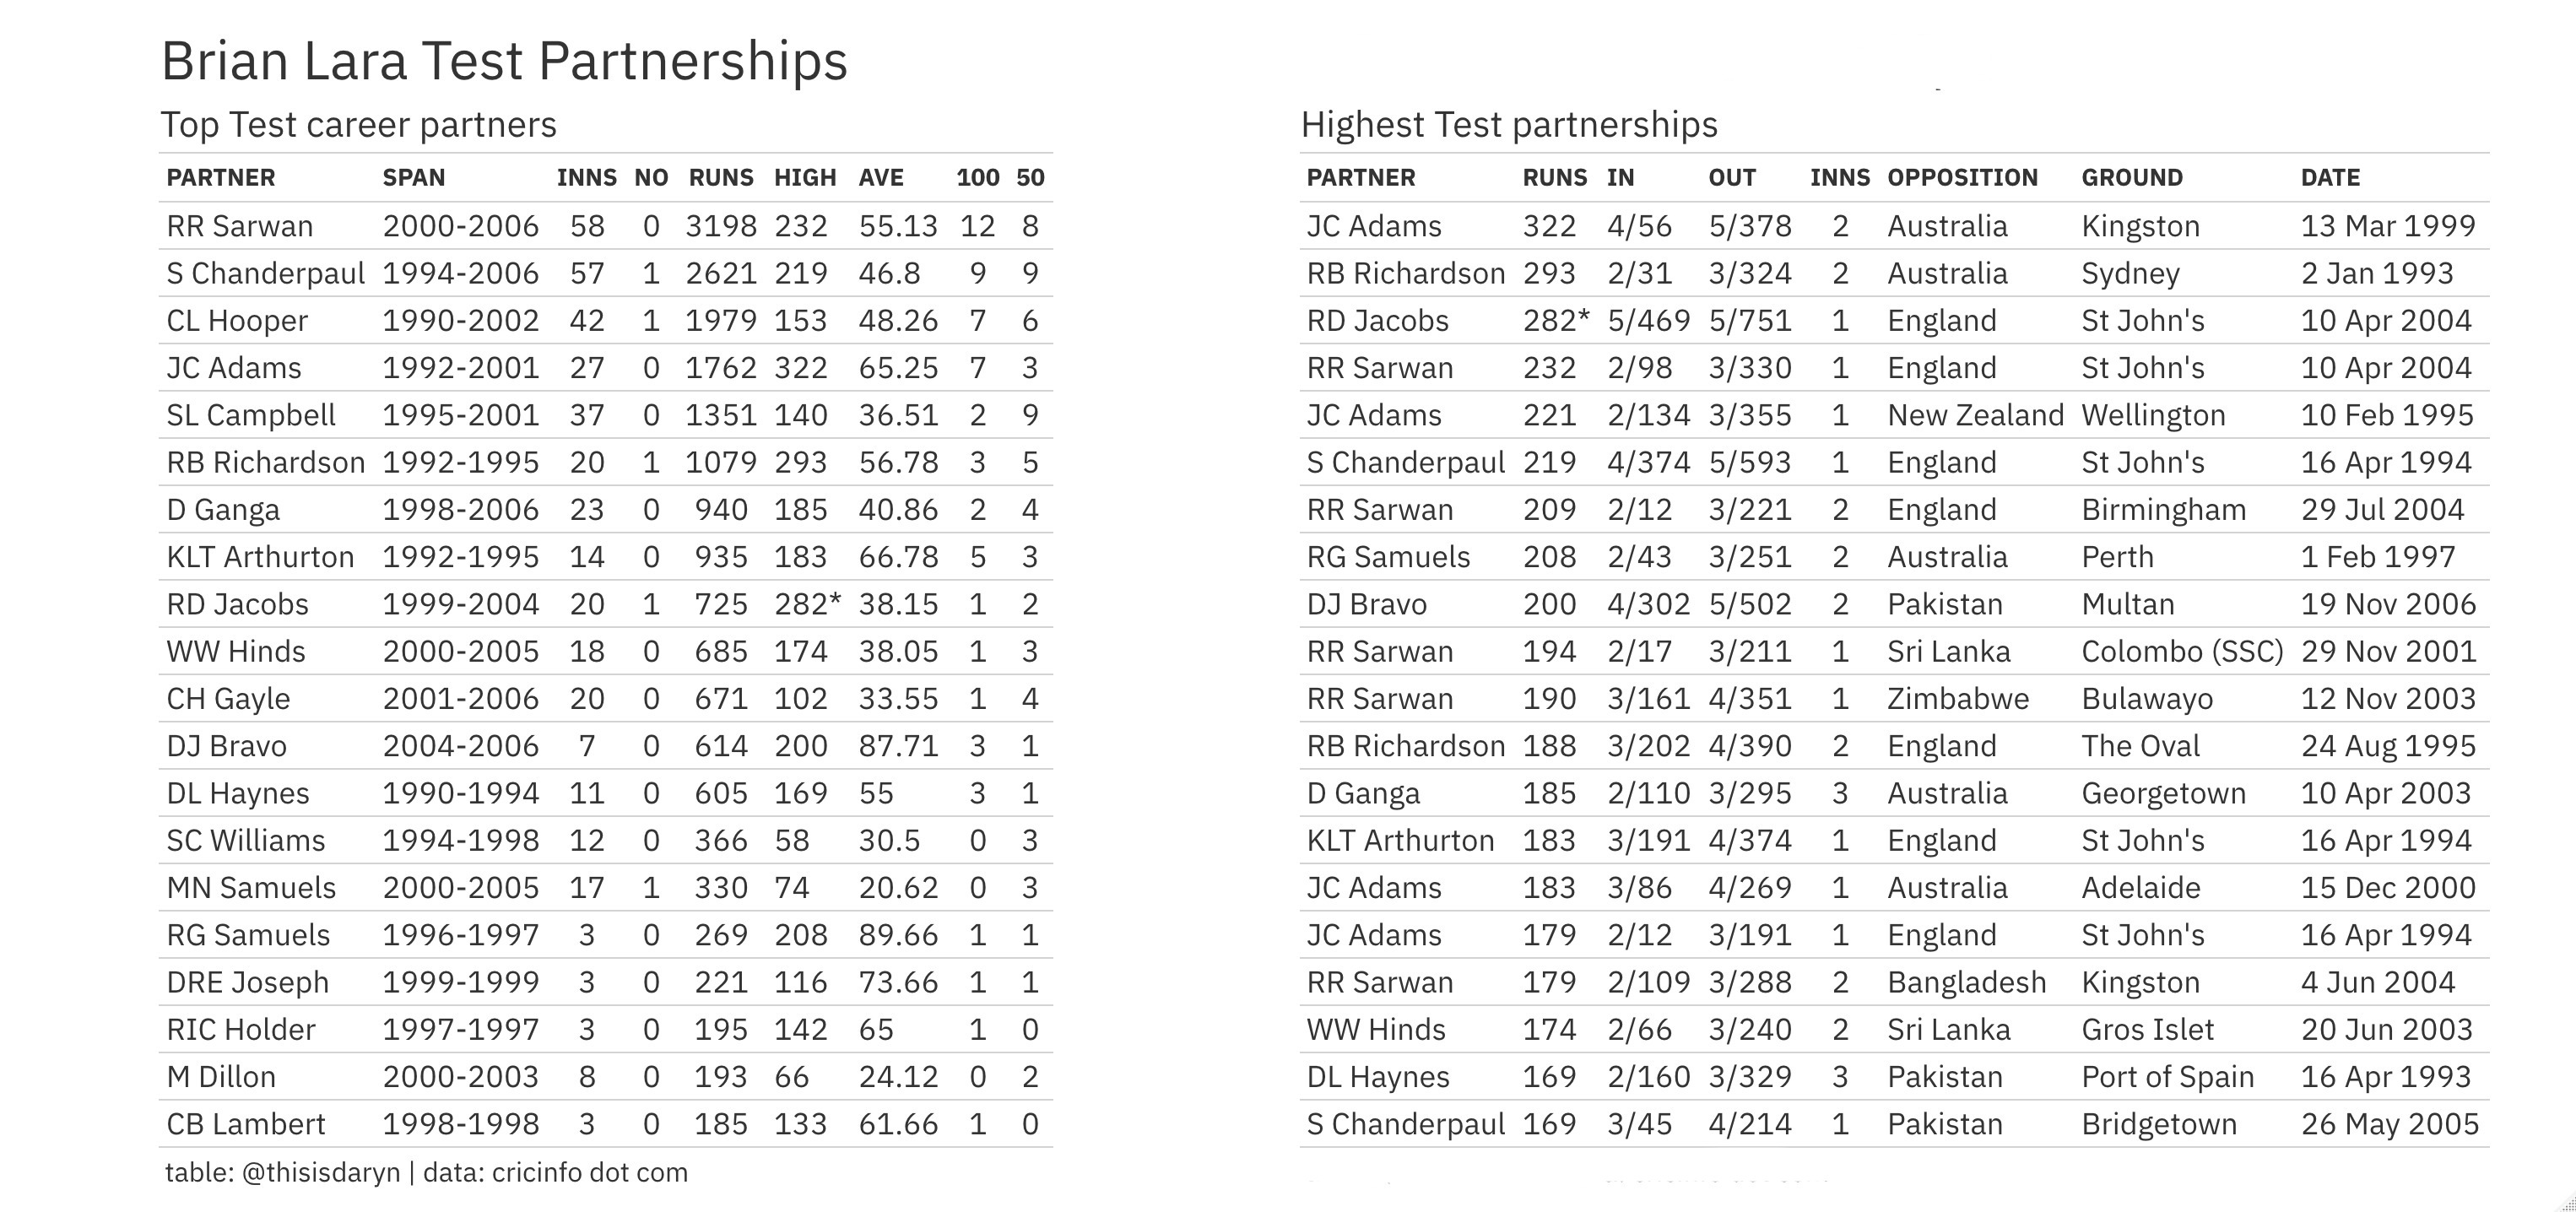 Brian Lara Test Partnerships
Top Test career partners
PARTNER SPAN INNS NO RUNS HIGH AVE 100 50
RR Sarwan 2000-2006 58 0 3198 232 55.13 12 8
S Chanderpaul 1994-2006 57 1 2621 219 46.8 9 9
CL Hooper 1990-2002 42 1 1979 153 48.26 7 6
JC Adams 1992-2001 27 0 1762 322 65.25 7 3
SL Campbell 1995-2001 37 0 1351 140 36.51 2 9
RB Richardson 1992-1995 20 1 1079 293 56.78 3 5
D Ganga 1998-2006 23 0 940 185 40.86 2 4
KLT Arthurton 1992-1995 14 0 935 183 66.78 5 3
RD Jacobs 1999-2004 20 1 725 282* 38.15 1 2
WW Hinds 2000-2005 18 0 685 174 38.05 1 3
CH Gayle 2001-2006 20 0 671 102 33.55 1 4
DJ Bravo 2004-2006 7 0 614 200 87.71 3 1
DL Haynes 1990-1994 11 0 605 169 55 3 1
SC Williams 1994-1998 12 0 366 58 30.5 0 3
MN Samuels 2000-2005 17 1 330 74 20.62 0 3
RG Samuels 1996-1997 3 0 269 208 89.66 1 1
DRE Joseph 1999-1999 3 0 221 116 73.66 1 1
RIC Holder 1997-1997 3 0 195 142 65 1 0
M Dillon 2000-2003 8 0 193 66 24.12 0 2
CB Lambert 1998-1998 3 0 185 133 61.66 1 0
table: @thisisdaryn | data: cricinfo dot com
Highest Test partnerships
PARTNER RUNS IN OUT INNS OPPOSITION GROUND DATE
JC Adams 322 4/56 5/378 2 Australia Kingston 13 Mar 1999
RB Richardson 293 2/31 3/324 2 Australia Sydney 2 Jan 1993
RD Jacobs 282* 5/469 5/751 1 England St John's 10 Apr 2004
RR Sarwan 232 2/98 3/330 1 England St John's 10 Apr 2004
JC Adams 221 2/134 3/355 1 New Zealand Wellington 10 Feb 1995
S Chanderpaul 219 4/374 5/593 1 England St John's 16 Apr 1994
RR Sarwan 209 2/12 3/221 2 England Birmingham 29 Jul 2004
RG Samuels 208 2/43 3/251 2 Australia Perth 1 Feb 1997
DJ Bravo 200 4/302 5/502 2 Pakistan Multan 19 Nov 2006
RR Sarwan 194 2/17 3/211 1 Sri Lanka Colombo (SSC) 29 Nov 2001
RR Sarwan 190 3/161 4/351 1 Zimbabwe Bulawayo 12 Nov 2003
RB Richardson 188 3/202 4/390 2 England The Oval 24 Aug 1995
D Ganga 185 2/110 3/295 3 Australia Georgetown 10 Apr 2003
KLT Arthurton 183 3/191 4/374 1 England St John's 16 Apr 1994
JC Adams 183 3/86 4/269 1 Australia Adelaide 15 Dec 2000
JC Adams 179 2/12 3/191 1 England St John's 16 Apr 1994
RR Sarwan 179 2/109 3/288 2 Bangladesh Kingston 4 Jun 2004
WW Hinds 174 2/66 3/240 2 Sri Lanka Gros Islet 20 Jun 2003
DL Haynes 169 2/160 3/329 3 Pakistan Port of Spain 16 Apr 1993
S Chanderpaul 169 3/45 4/214 1 Pakistan Bridgetown 26 May 2005